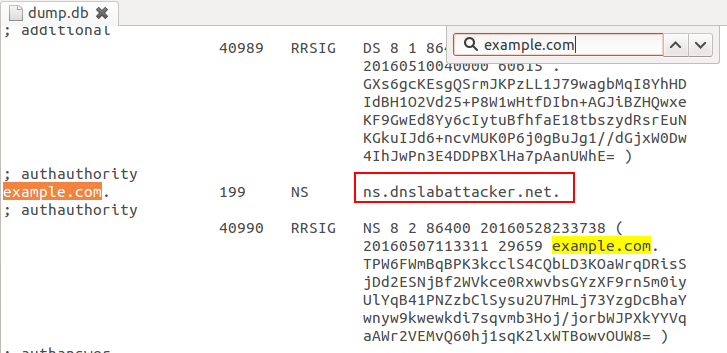 dump.db
example.com
; additional
40989 RRSIG DS 8 1 864
20160510040000 60615 .
GXs6gcKEsgQSrmJKPzLL1J79wagbMqI8YhHD
IdBH1O2Vd25+P8W1wHtfDIbn+AGJiBZHQwxe
KF9GwEd8Yy6cIytuBfhfaE18tbszydRsrEuN
KGkuIJd6+ncvMUK0P6j0gBuJg1//dGjxW0Dw
4IhJwPn3E4DDPBXlHa7pAanUWhE= )
; authauthority
example.com. 199 NS ns.dnslabattacker.net.
; authauthority
40990 RRSIG NS 8 2 86400 20160528233738 (
20160507113311 29659 example.com.
TPW6FWmBqBPK3kcclS4CQbLD3KOaWrqDRisS
jDd2ESNjBf2WVkce0RxwvbsGYzXF9rn5m0iy
UlYqB41PNZzbClSysu2U7HmLj73YzgDcBhaY
wnyw9kwewkdi7sqvmb3Hoj/jorbWJPXkYYVq
aAWr2VEMvQ60hj1sqK2lxWTBowvOUW8= )
; authanswer